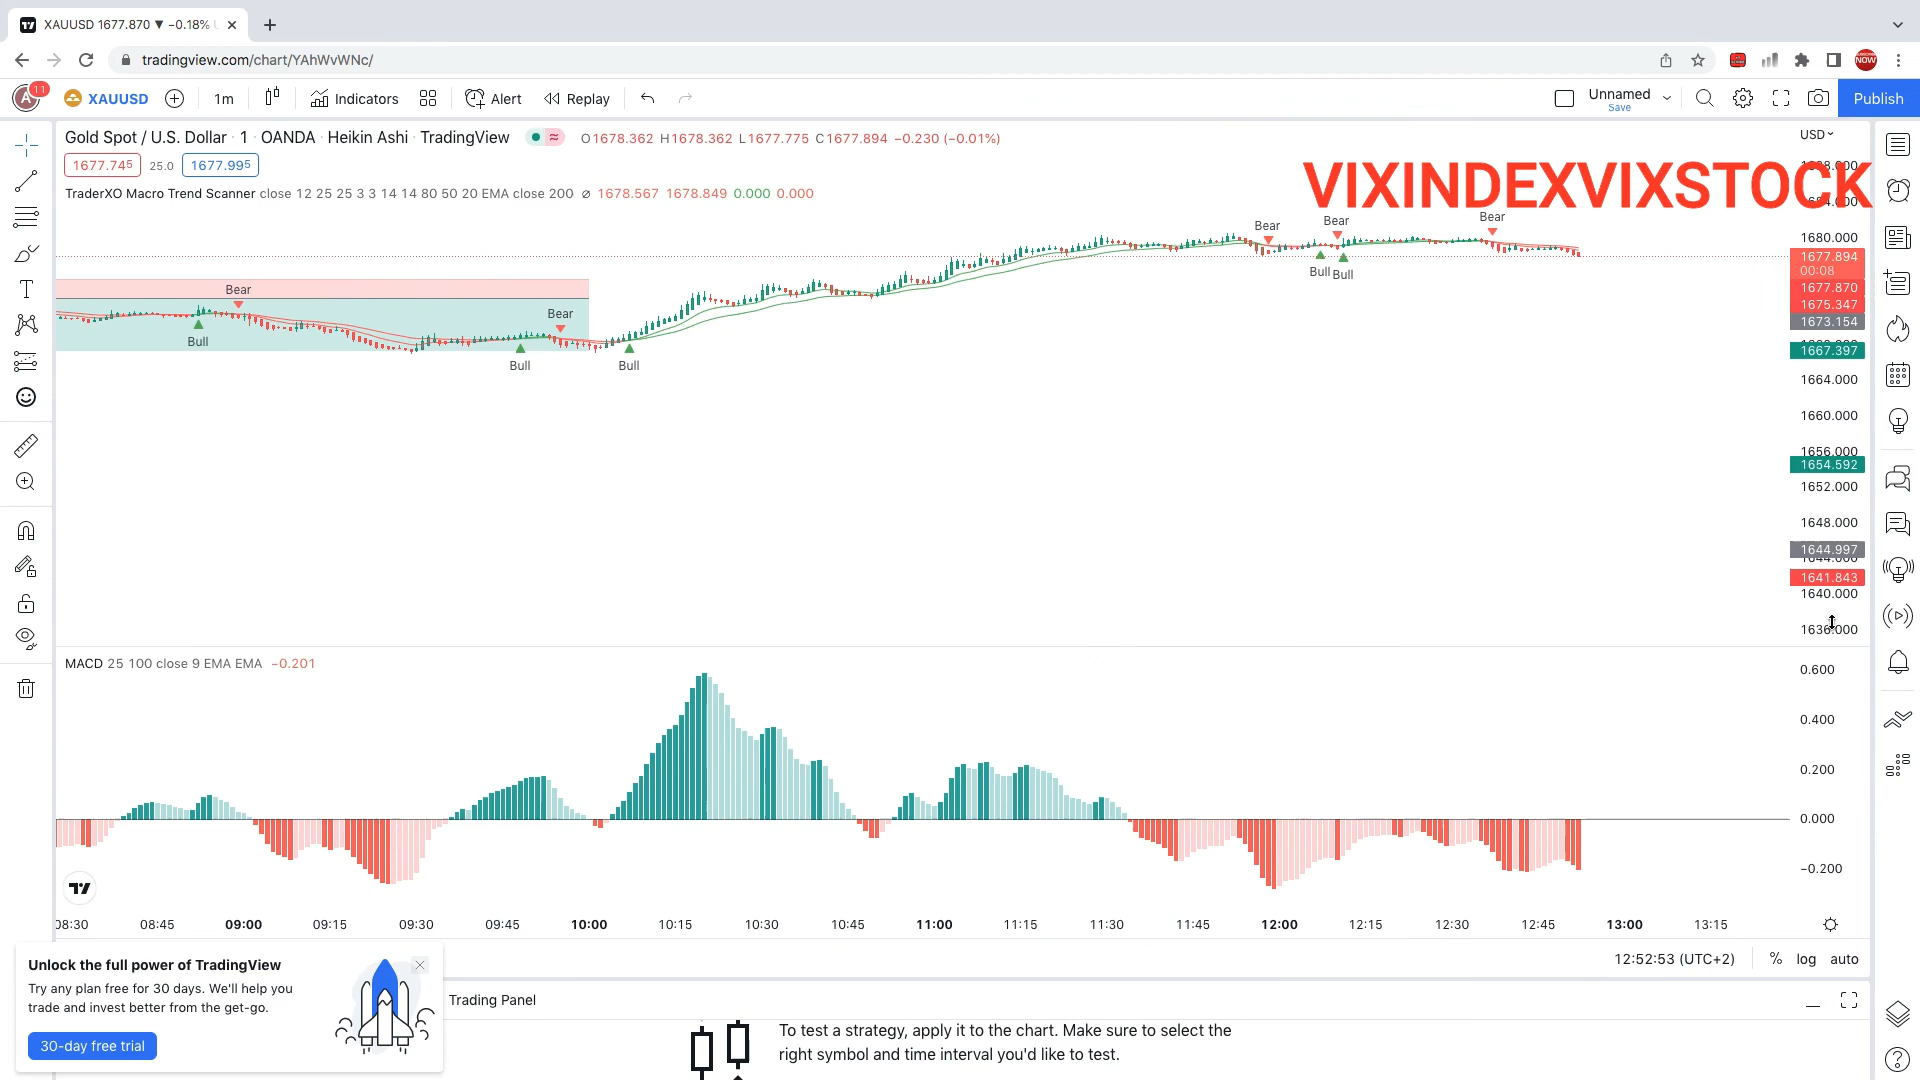 XAUUSD 1677.870 ▼ −0.18%
tradingview.com/chart/YAhWvWNc/
NOW
A 11 XAUUSD 1m Indicators Alert Replay Unnamed Save Publish
Gold Spot / U.S. Dollar · 1 · OANDA · Heikin Ashi · TradingView O1678.362 H1678.362 L1677.775 C1677.894 −0.230 (−0.01%) USD
1677.745 25.0 1677.995
VIXINDEXVIXSTOCK
TraderXO Macro Trend Scanner close 12 25 25 3 3 14 14 80 50 20 EMA close 200 ⌀ 1678.567 1678.849 0.000 0.000
Bear Bear Bear
1680.000
1677.894
00:08
Bull Bull
1677.870
Bear
1675.347
Bear
1673.154
Bull
1667.397
Bull Bull
1664.000
1660.000
1656.000
1654.592
1652.000
1648.000
1644.997
1641.843
1640.000
1636.000
MACD 25 100 close 9 EMA EMA −0.201
0.600
0.400
0.200
0.000
−0.200
08:30 08:45 09:00 09:15 09:30 09:45 10:00 10:15 10:30 10:45 11:00 11:15 11:30 11:45 12:00 12:15 12:30 12:45 13:00 13:15
12:52:53 (UTC+2) % log auto
Unlock the full power of TradingView
Try any plan free for 30 days. We'll help you
trade and invest better from the get-go.
30-day free trial
Trading Panel
To test a strategy, apply it to the chart. Make sure to select the
right symbol and time interval you'd like to test.